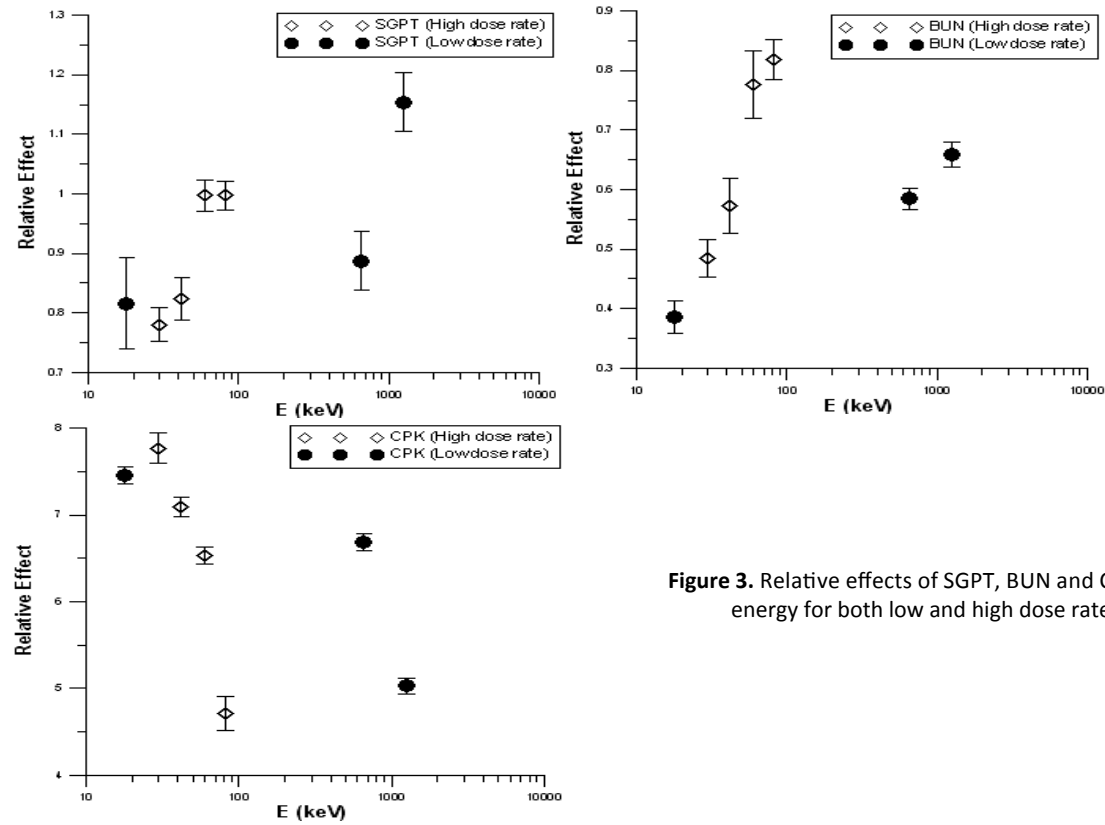 SGPT (High dose rate)
SGPT (Low dose rate)
1.3
1.2
1.1
1
0.9
0.8
0.7
Relative Effect
10
100
1000
10000
E (keV)
BUN (High dose rate)
BUN (Low dose rate)
0.9
0.8
0.7
0.6
0.5
0.4
0.3
Relative Effect
10
100
1000
10000
E (keV)
CPK (High dose rate)
CPK (Low dose rate)
8
7
6
5
4
Relative Effect
10
100
1000
10000
E (keV)
Figure 3. Relative effects of SGPT, BUN and
energy for both low and high dose rate